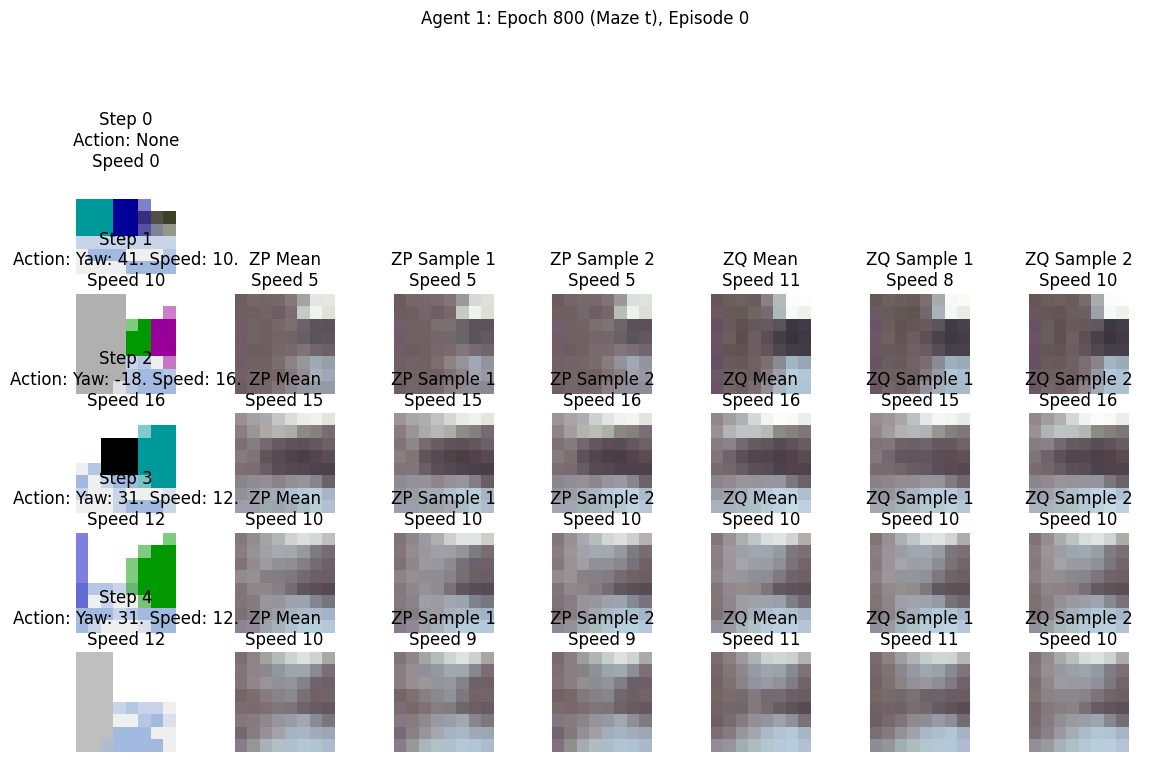 Agent 1: Epoch 800 (Maze t), Episode 0
Step 0
Action: None
Speed 0
Step 1
Action: Yaw: 41. Speed: 10.
Speed 10
ZP Mean
Speed 5
ZP Sample 1
Speed 5
ZP Sample 2
Speed 5
ZQ Mean
Speed 11
ZQ Sample 1
Speed 8
ZQ Sample 2
Speed 10
Step 2
Action: Yaw: -18. Speed: 16.
Speed 16
ZP Mean
Speed 15
ZP Sample 1
Speed 15
ZP Sample 2
Speed 16
ZQ Mean
Speed 16
ZQ Sample 1
Speed 15
ZQ Sample 2
Speed 16
Step 3
Action: Yaw: 31. Speed: 12.
Speed 12
ZP Mean
Speed 10
ZP Sample 1
Speed 10
ZP Sample 2
Speed 10
ZQ Mean
Speed 10
ZQ Sample 1
Speed 10
ZQ Sample 2
Speed 10
Step 4
Action: Yaw: 31. Speed: 12.
Speed 12
ZP Mean
Speed 10
ZP Sample 1
Speed 9
ZP Sample 2
Speed 9
ZQ Mean
Speed 11
ZQ Sample 1
Speed 11
ZQ Sample 2
Speed 10